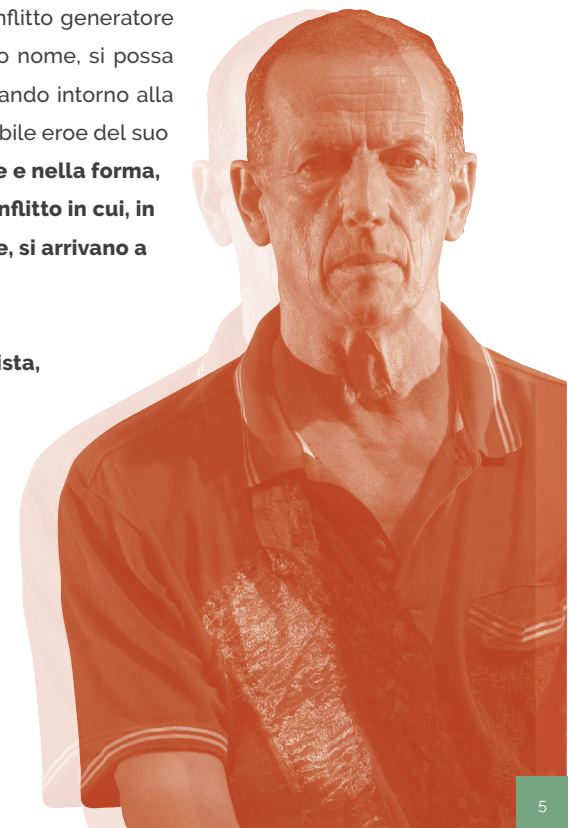 nflitto generatore
o nome, si possa
ando intorno alla
bile eroe del suo
e e nella forma,
nflitto in cui, in
e, si arrivano a
ista,
5